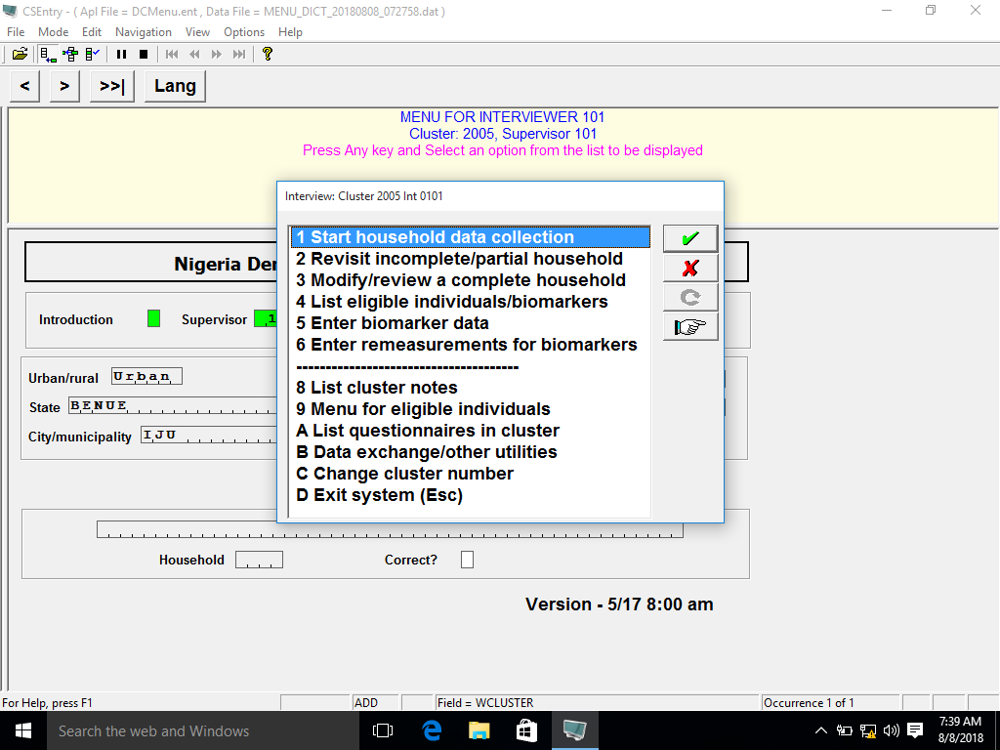 CSEntry - ( Apl File = DCMenu.ent , Data File = MENU_DICT_20180808_072758.dat )
File Mode Edit Navigation View Options Help
< > >>| Lang
MENU FOR INTERVIEWER 101
Cluster: 2005, Supervisor 101
Press Any key and Select an option from the list to be displayed
Interview: Cluster 2005 Int 0101
1 Start household data collection
2 Revisit incomplete/partial household
3 Modify/review a complete household
4 List eligible individuals/biomarkers
5 Enter biomarker data
6 Enter remeasurements for biomarkers
--------------------------------------
8 List cluster notes
9 Menu for eligible individuals
A List questionnaires in cluster
B Data exchange/other utilities
C Change cluster number
D Exit system (Esc)
Nigeria Der
Introduction Supervisor 1
Urban/rural Urban
State BENUE
City/municipality IJU
Household Correct?
Version - 5/17 8:00 am
For Help, press F1 ADD Field = WCLUSTER Occurrence 1 of 1
Search the web and Windows
7:39 AM
8/8/2018